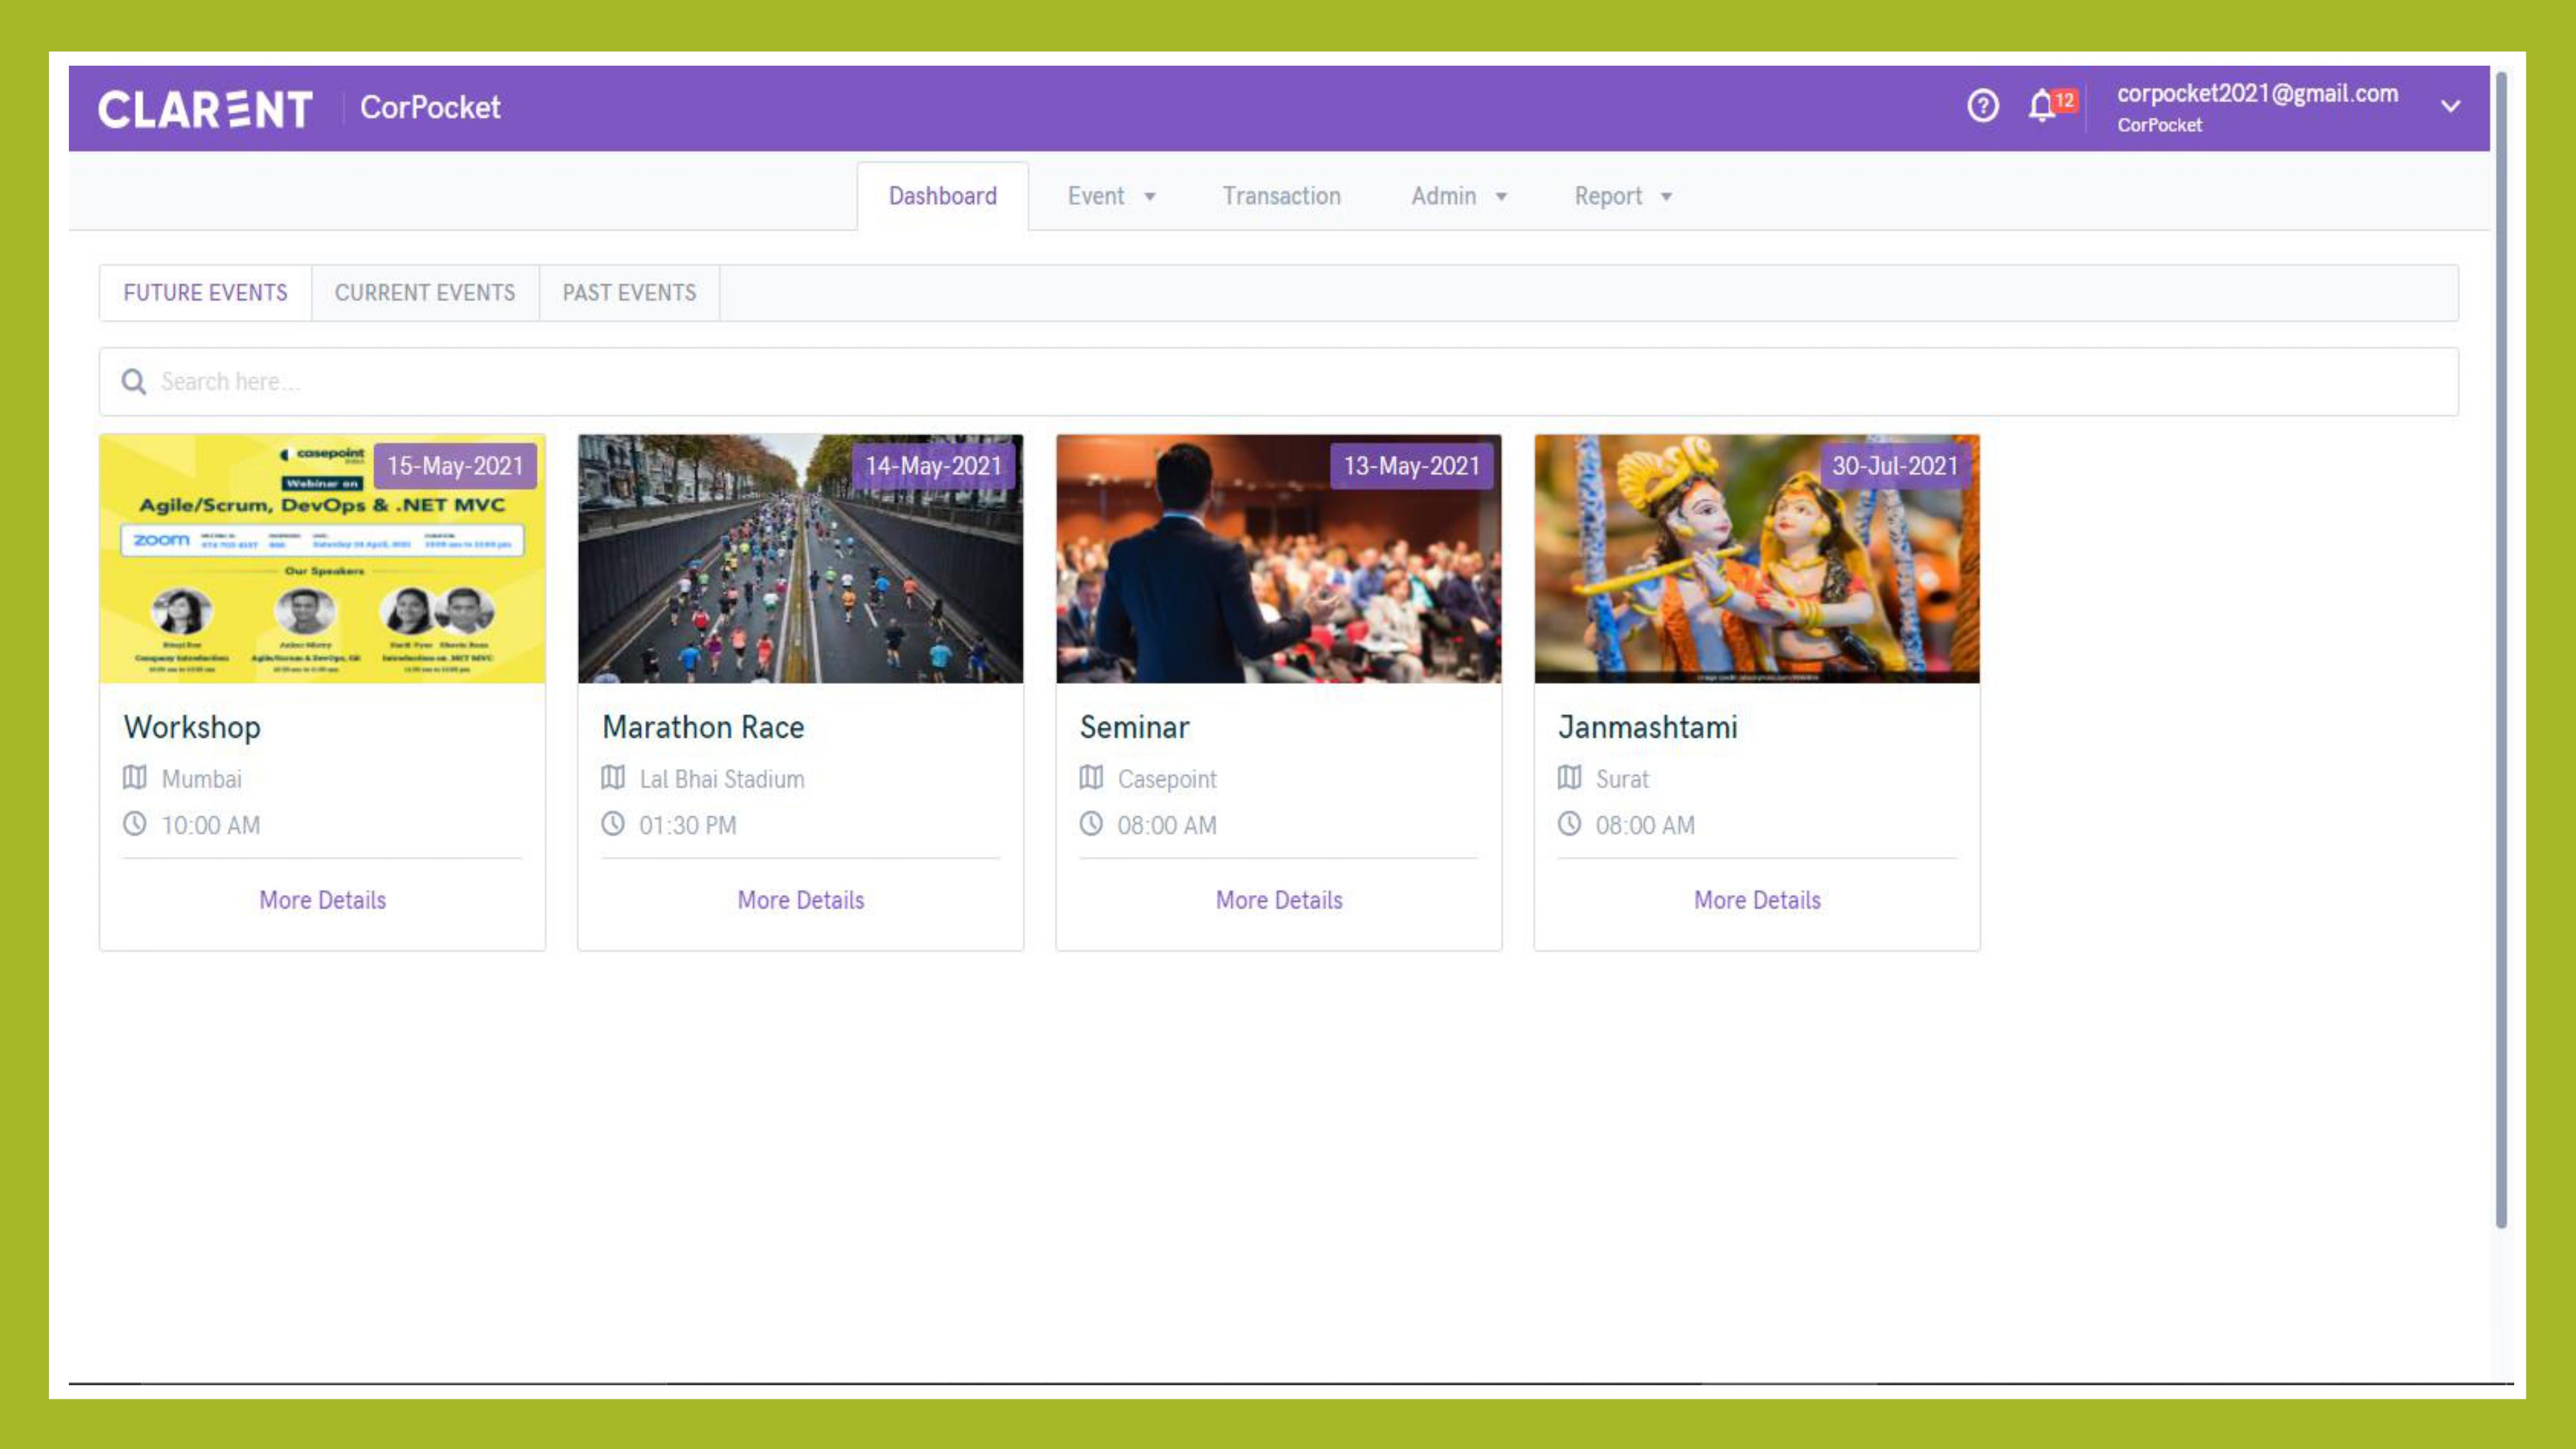 CLARENT CorPocket
12
corpocket2021@gmail.com
CorPocket
Dashboard Event Transaction Admin Report
FUTURE EVENTS CURRENT EVENTS PAST EVENTS
Search here...
casepoint
15-May-2021
Webinar on
Agile/Scrum, DevOps & .NET MVC
zoom
Our Speakers
Company Introduction
14-May-2021
13-May-2021
30-Jul-2021
Workshop
Mumbai
10:00 AM
More Details
Marathon Race
Lal Bhai Stadium
01:30 PM
More Details
Seminar
Casepoint
08:00 AM
More Details
Janmashtami
Surat
08:00 AM
More Details